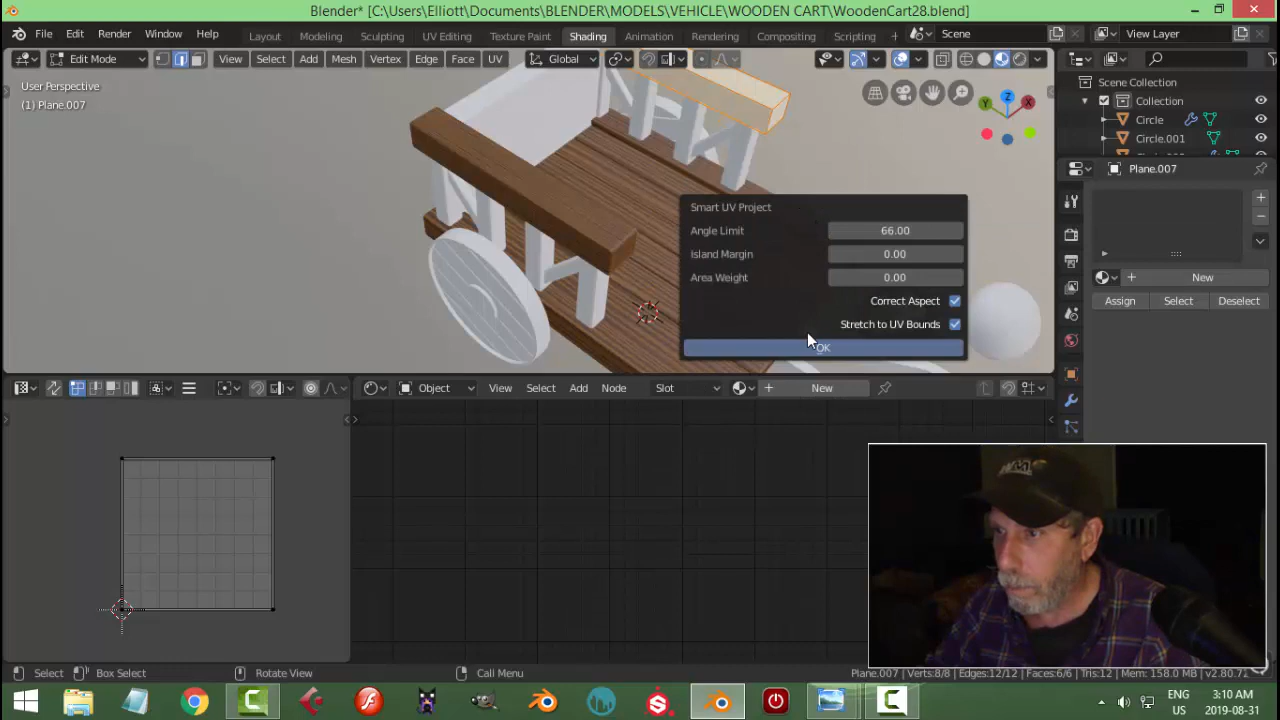 Blender* [C:\Users\Elliott\Documents\BLENDER\MODELS\VEHICLE\WOODEN CART\WoodenCart28.blend]
File Edit Render Window Help Layout Modeling Sculpting UV Editing Texture Paint Shading Animation Rendering Compositing Scripting + Scene View Layer
Edit Mode View Select Add Mesh Vertex Edge Face UV Global
User Perspective
(1) Plane.007
Z
Y
X
Scene Collection
Collection
Circle
Circle.001
Plane.007
Smart UV Project
Angle Limit 66.00
Island Margin 0.00
Area Weight 0.00
Correct Aspect
Stretch to UV Bounds
OK
New
Assign Select Deselect
Object View Select Add Node Slot New
Select Box Select Rotate View Call Menu Plane.007 | Verts:8/8 | Edges:12/12 | Faces:6/6 | Tris:12 | Mem: 158.0 MB | v2.80.71
ENG
US
3:10 AM
2019-08-31